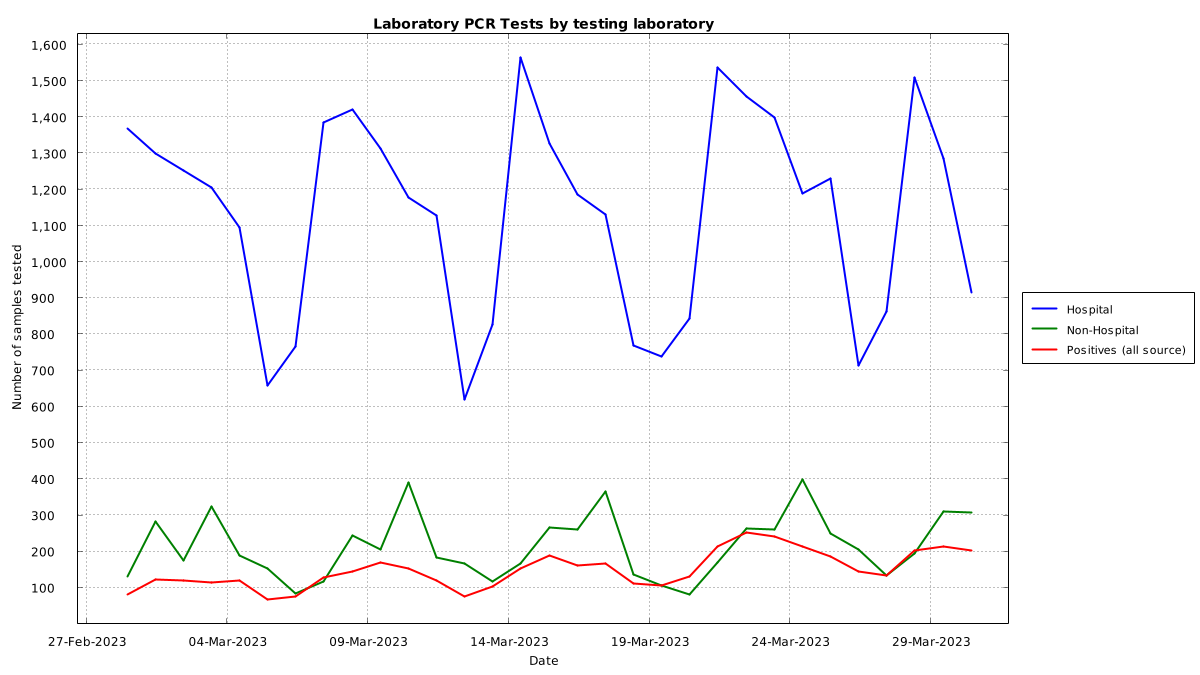 Laboratory PCR Tests by testing laboratory
1,600
1,500
1,400
1,300
1,200
1,100
1,000
900
800
700
600
500
400
300
200
100
Number of samples tested
27-Feb-2023 04-Mar-2023 09-Mar-2023 14-Mar-2023 19-Mar-2023 24-Mar-2023 29-Mar-2023
Date
Hospital
Non-Hospital
Positives (all source)